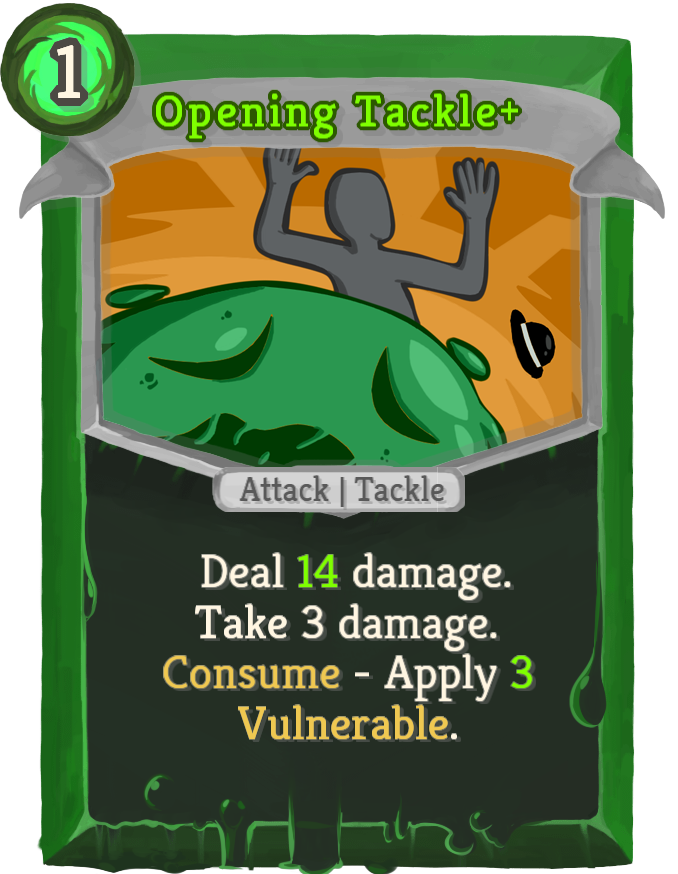 1
Opening Tackle+
Attack | Tackle
Deal 14 damage.
Take 3 damage.
Consume - Apply 3
Vulnerable.